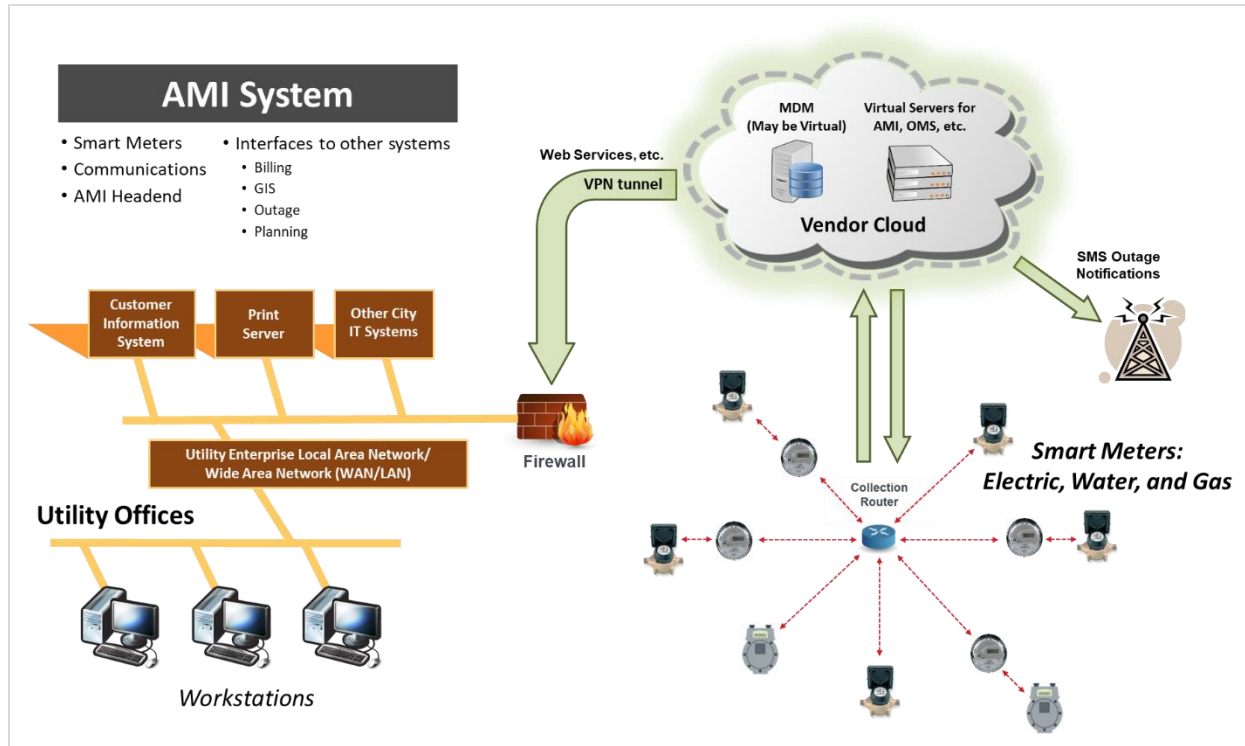 AMI System
• Smart Meters
• Communications
• AMI Headend
• Interfaces to other systems
• Billing
• GIS
• Outage
• Planning
MDM
(May be Virtual)
Virtual Servers for
AMI, OMS, etc.
Vendor Cloud
Web Services, etc.
VPN tunnel
SMS Outage
Notifications
Customer
Information
System
Print
Server
Other City
IT Systems
Firewall
Utility Enterprise Local Area Network/
Wide Area Network (WAN/LAN)
Utility Offices
Workstations
Collection
Router
Smart Meters:
Electric, Water, and Gas